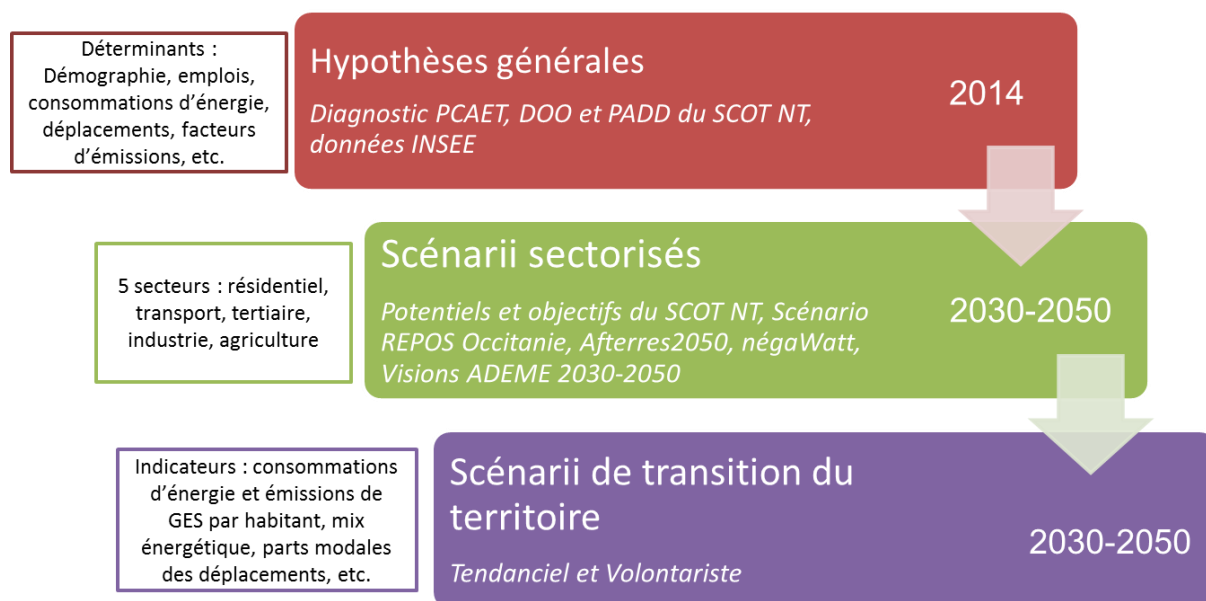 Déterminants :
Démographie, emplois,
consommations d'énergie,
déplacements, facteurs
d'émissions, etc.
Hypothèses générales
Diagnostic PCAET, DOO et PADD du SCOT NT,
données INSEE
2014
5 secteurs : résidentiel,
transport, tertiaire,
industrie, agriculture
Scénarii sectorisés
Potentiels et objectifs du SCOT NT, Scénario
REPOS Occitanie, Afterres2050, négaWatt,
Visions ADEME 2030-2050
2030-2050
Indicateurs : consommations
d'énergie et émissions de
GES par habitant, mix
énergétique, parts modales
des déplacements, etc.
Scénarii de transition du
territoire
Tendanciel et Volontariste
2030-2050